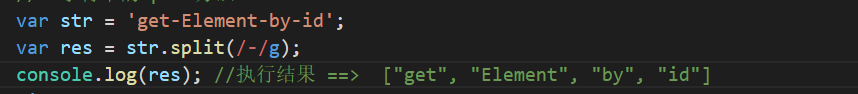 var str = 'get-Element-by-id';
var res = str.split(/-/g);
console.log(res); //执行结果 ==>  ["get", "Element", "by", "id"]